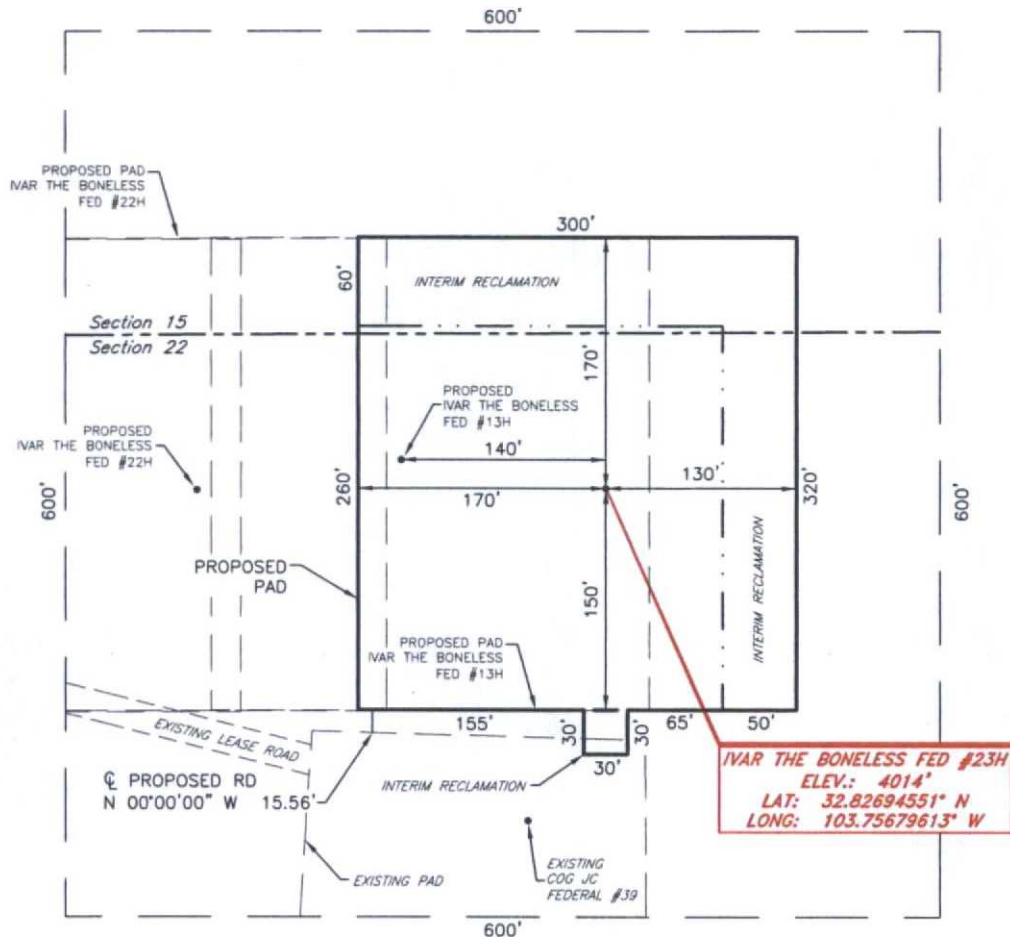 600'
PROPOSED PAD
IVAR THE BONELESS
FED #22H
300'
60'
INTERIM RECLAMATION
Section 15
Section 22
170'
PROPOSED
IVAR THE BONELESS
FED #13H
140'
PROPOSED
IVAR THE BONELESS
FED #22H
600'
260'
170'
130'
320'
600'
PROPOSED
PAD
150'
INTERIM RECLAMATION
PROPOSED PAD
IVAR THE BONELESS
FED #13H
155'
30'
30'
65'
50'
30'
EXISTING LEASE ROAD
℄ PROPOSED RD
N 00°00'00" W 15.56'
INTERIM RECLAMATION
IVAR THE BONELESS FED #23H
ELEV.: 4014'
LAT: 32.82694551° N
LONG: 103.75679613° W
EXISTING PAD
EXISTING
COG JC
FEDERAL #39
600'